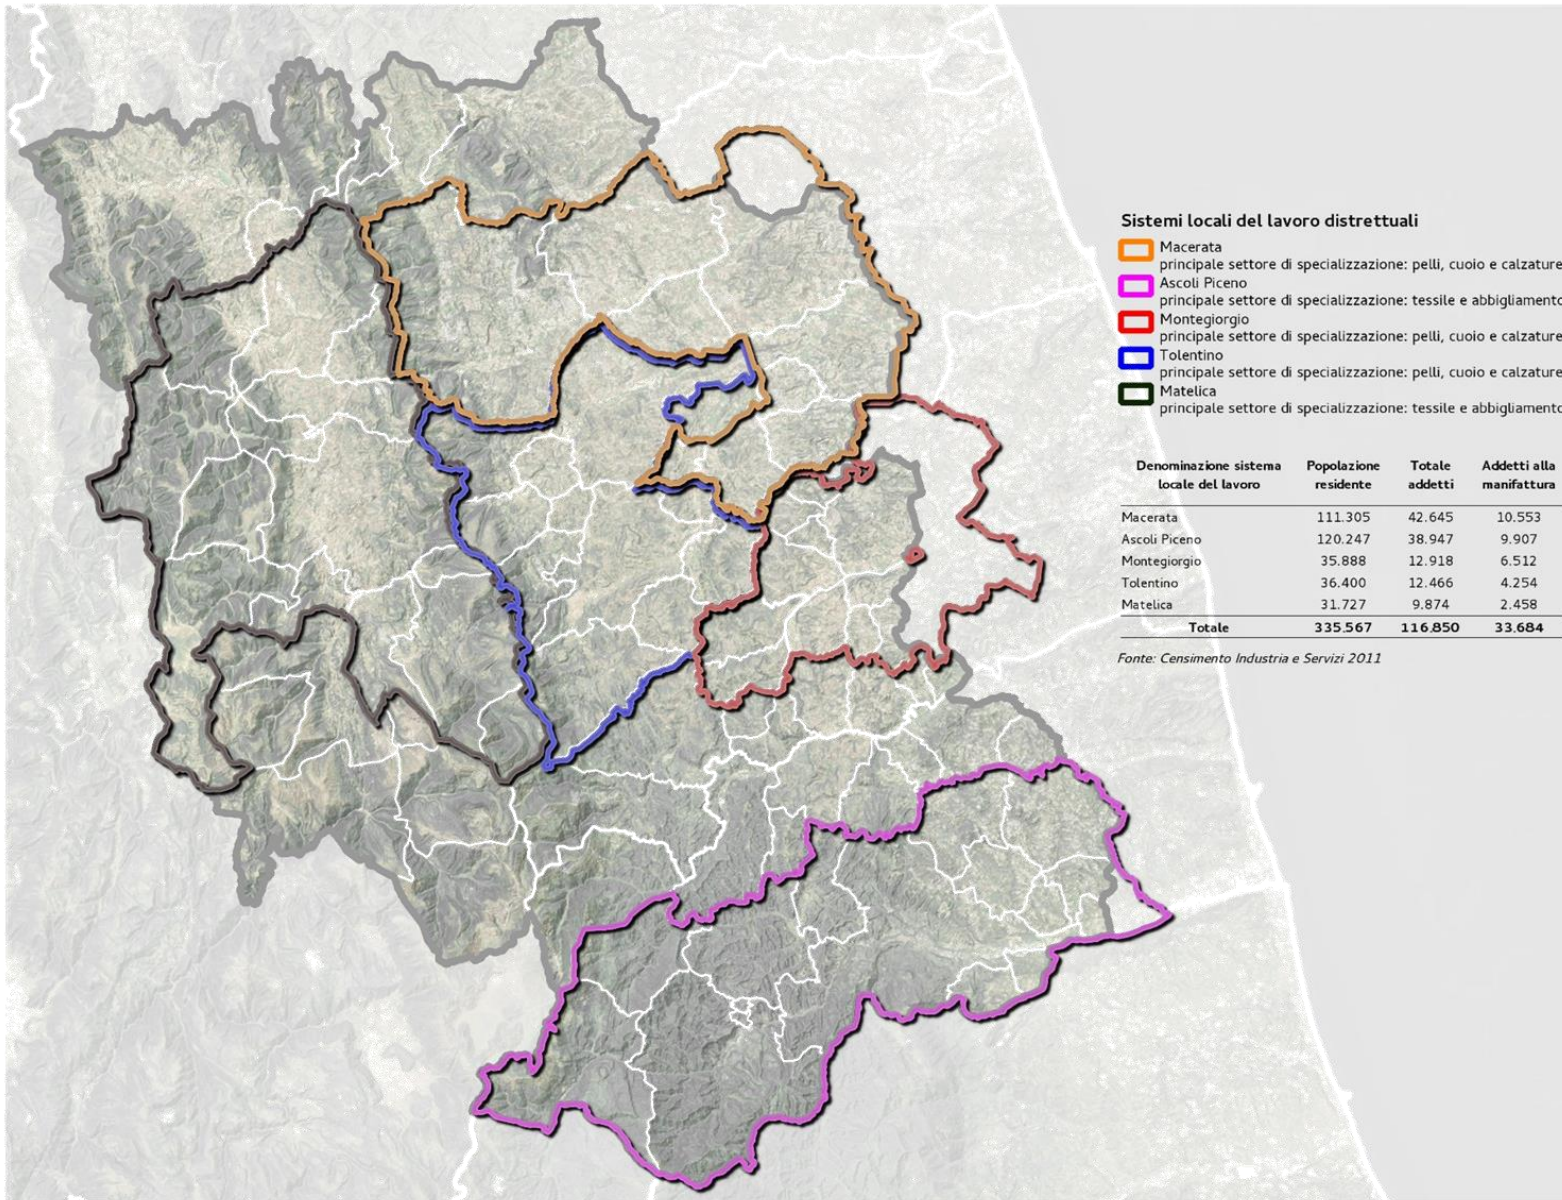 Sistemi locali del lavoro distrettuali
Macerata
principale settore di specializzazione: pelli, cuoio e calzature
Ascoli Piceno
principale settore di specializzazione: tessile e abbigliamento
Montegiorgio
principale settore di specializzazione: pelli, cuoio e calzature
Tolentino
principale settore di specializzazione: pelli, cuoio e calzature
Matelica
principale settore di specializzazione: tessile e abbigliamento
Denominazione sistema Popolazione Totale Addetti alla
locale del lavoro residente addetti manifattura
Macerata 111.305 42.645 10.553
Ascoli Piceno 120.247 38.947 9.907
Montegiorgio 35.888 12.918 6.512
Tolentino 36.400 12.466 4.254
Matelica 31.727 9.874 2.458
Totale 335.567 116.850 33.684
Fonte: Censimento Industria e Servizi 2011